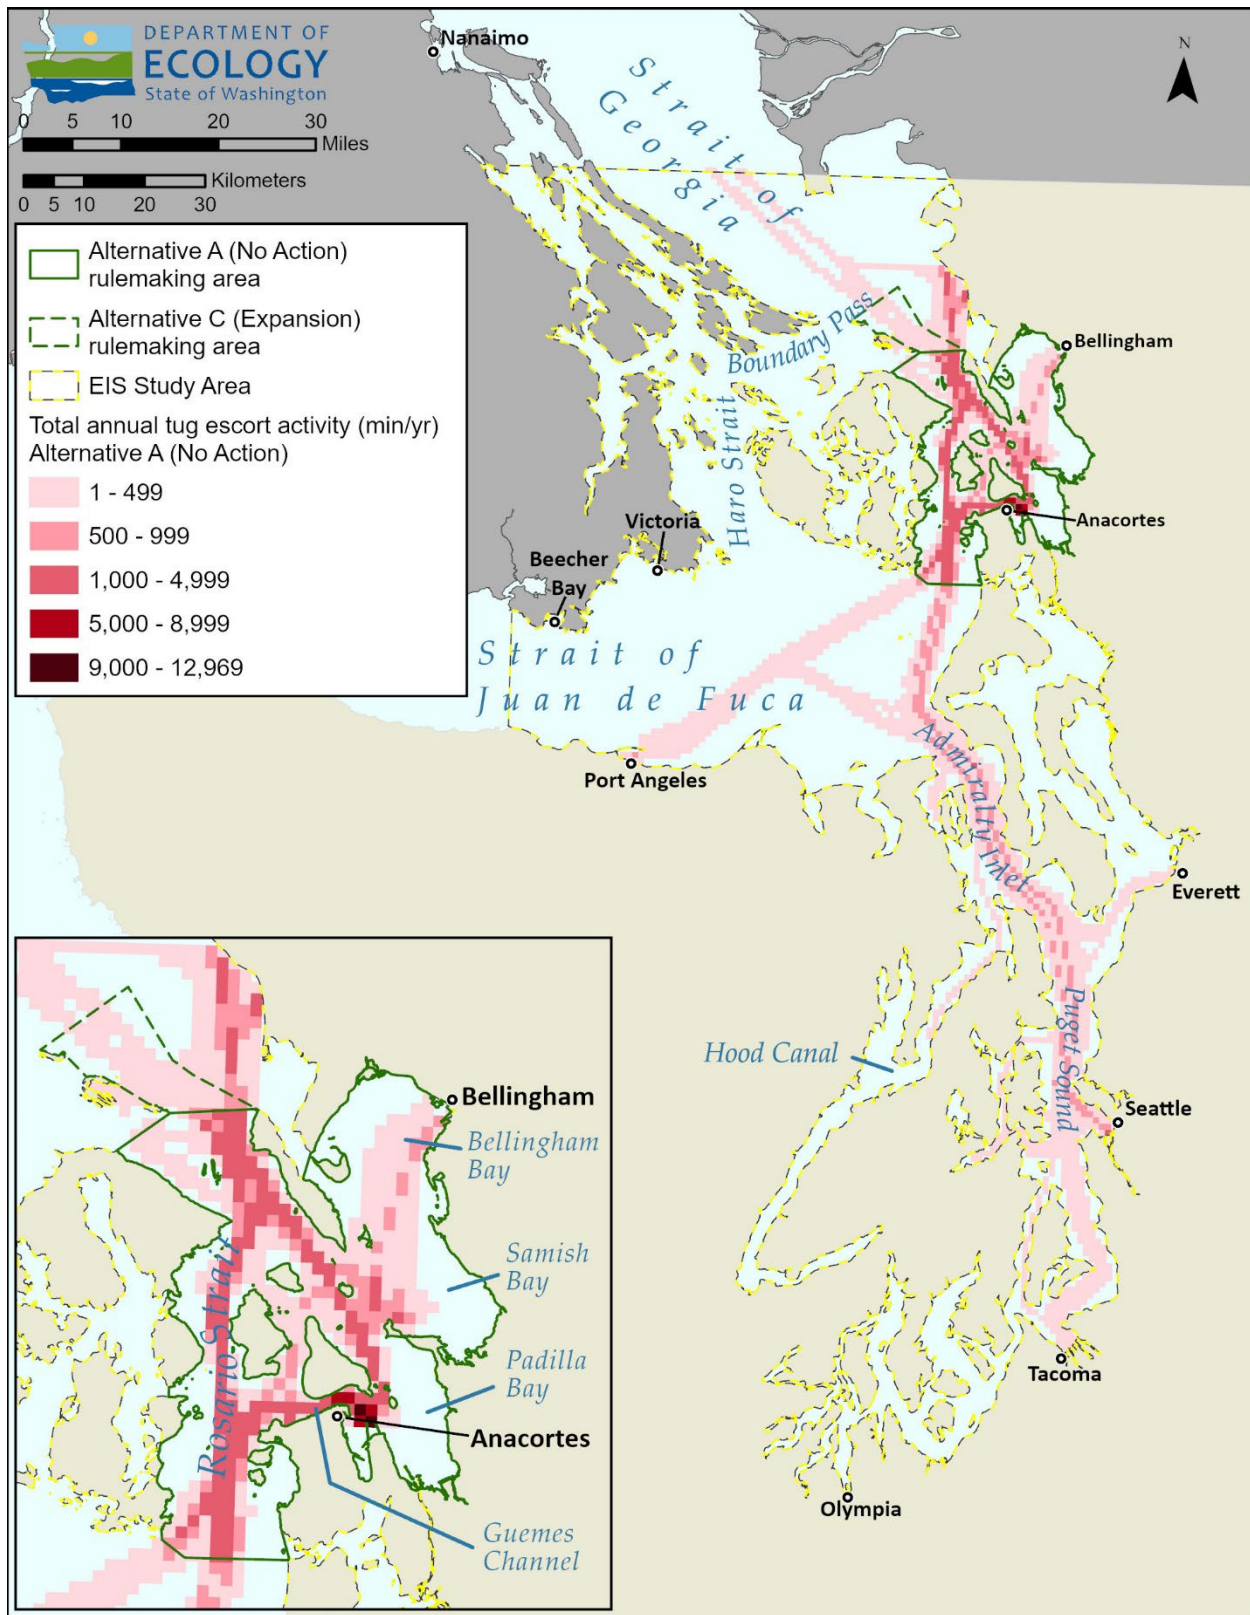 DEPARTMENT OF
ECOLOGY
State of Washington
0 5 10 20 30
Miles
Kilometers
0 5 10 20 30
Alternative A (No Action)
rulemaking area
Alternative C (Expansion)
rulemaking area
EIS Study Area
Total annual tug escort activity (min/yr)
Alternative A (No Action)
1 - 499
500 - 999
1,000 - 4,999
5,000 - 8,999
9,000 - 12,969
N
Nanaimo
Strait of
Georgia
Boundary Pass
Haro Strait
Bellingham
Anacortes
Victoria
Beecher
Bay
Strait of
Juan de Fuca
Port Angeles
Admiralty Inlet
Everett
Puget Sound
Hood Canal
Seattle
Tacoma
Olympia
Bellingham
Bellingham
Bay
Samish
Bay
Padilla
Bay
Rosario Strait
Anacortes
Guemes
Channel